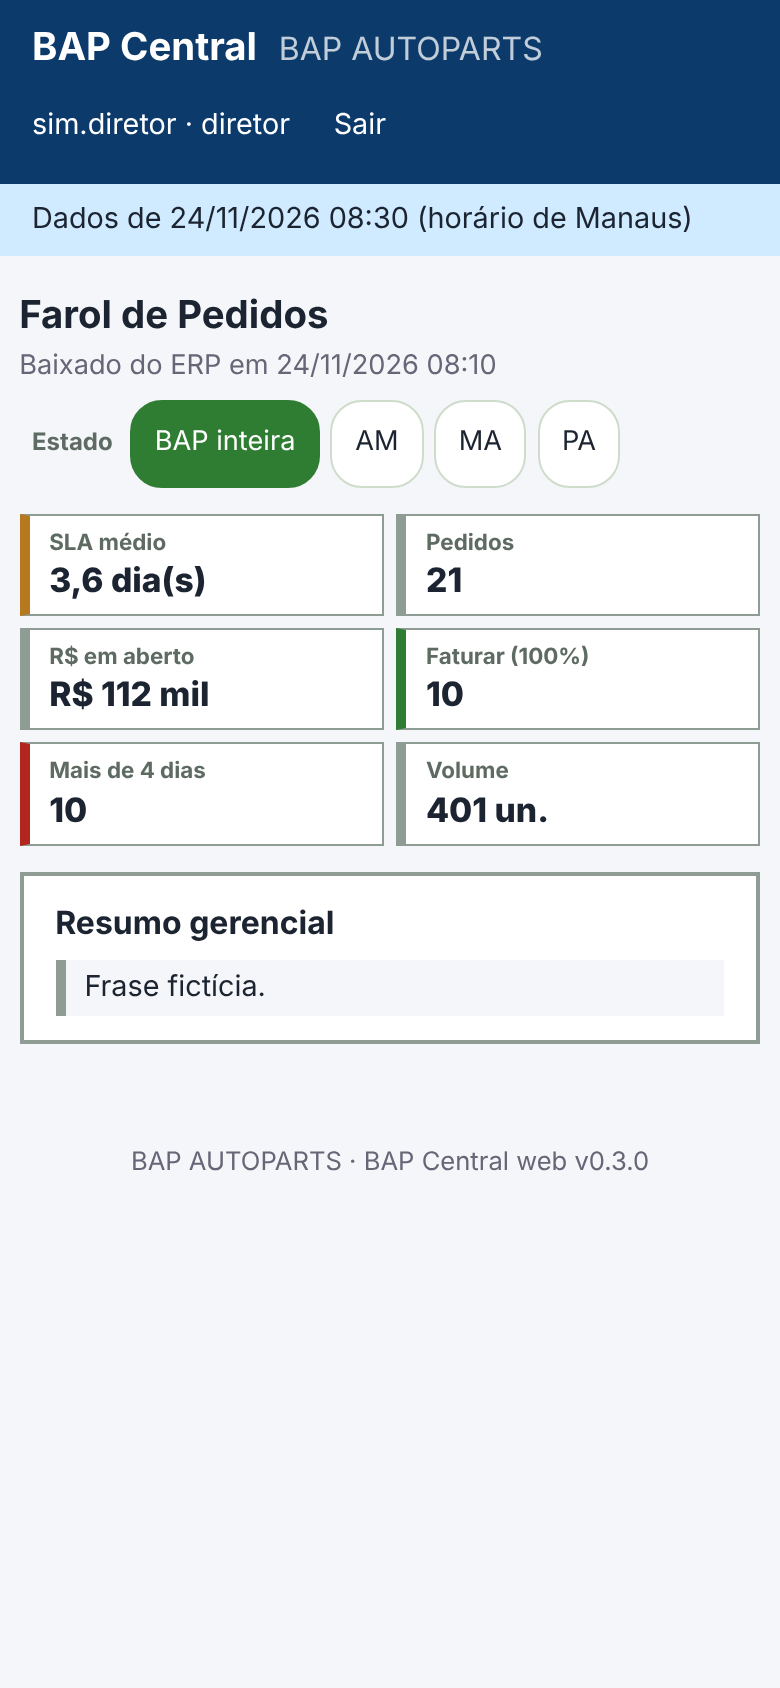 BAP Central BAP AUTOPARTS
sim.diretor · diretor Sair
Dados de 24/11/2026 08:30 (horário de Manaus)
Farol de Pedidos
Baixado do ERP em 24/11/2026 08:10
Estado BAP inteira AM MA PA
SLA médio
3,6 dia(s)
Pedidos
21
R$ em aberto
R$ 112 mil
Faturar (100%)
10
Mais de 4 dias
10
Volume
401 un.
Resumo gerencial
Frase fictícia.
BAP AUTOPARTS · BAP Central web v0.3.0